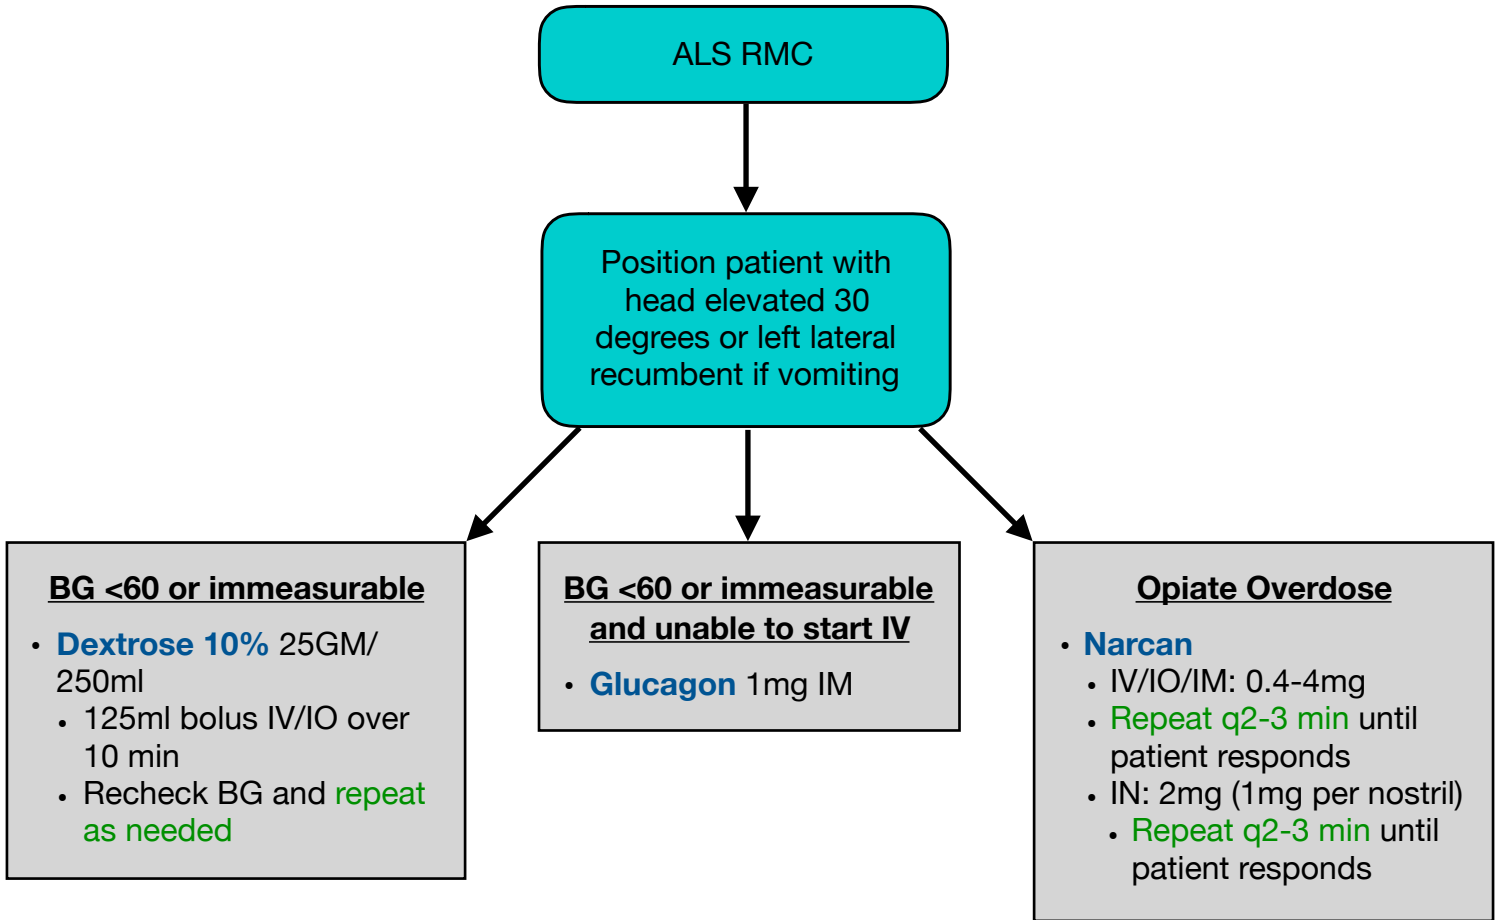 ALS RMC
Position patient with
head elevated 30
degrees or left lateral
recumbent if vomiting
BG <60 or immeasurable
• Dextrose 10% 25GM/
250ml
• 125ml bolus IV/IO over
10 min
• Recheck BG and repeat
as needed
BG <60 or immeasurable
and unable to start IV
• Glucagon 1mg IM
Opiate Overdose
• Narcan
• IV/IO/IM: 0.4-4mg
• Repeat q2-3 min until
patient responds
• IN: 2mg (1mg per nostril)
• Repeat q2-3 min until
patient responds